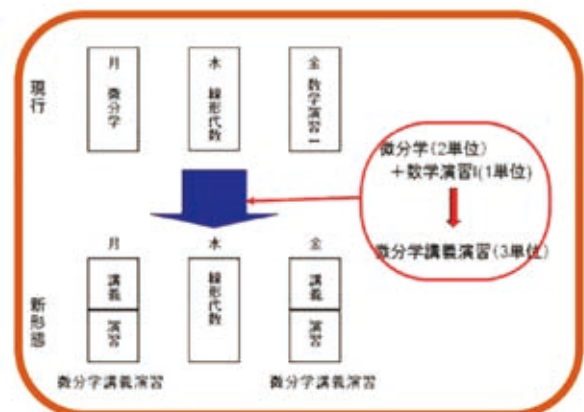 現行
月 微分学
水 線形代数
金 数学演習I
微分学(2単位)
+数学演習I(1単位)
微分学講義演習(3単位)
新形態
月
講義
演習
水
線形代数
金
講義
演習
微分学講義演習
微分学講義演習